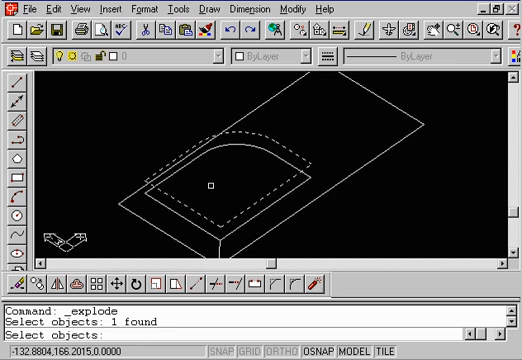 File Edit View Insert Format Tools Draw Dimension Modify Help
ABC
0 ByLayer ByLayer
Command: _explode
Select objects: 1 found
Select objects:
-132.8804,166.2015,0.0000 SNAP GRID ORTHO OSNAP MODEL TILE